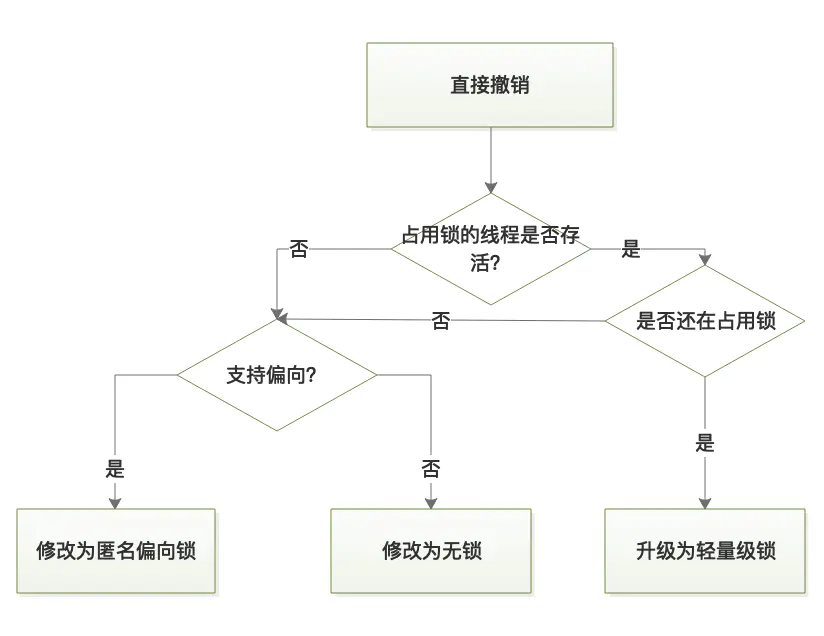 直接撤销
占用锁的线程是否存
活?
否
是
否
是否还在占用锁
支持偏向?
是
否
是
修改为匿名偏向锁
修改为无锁
升级为轻量级锁